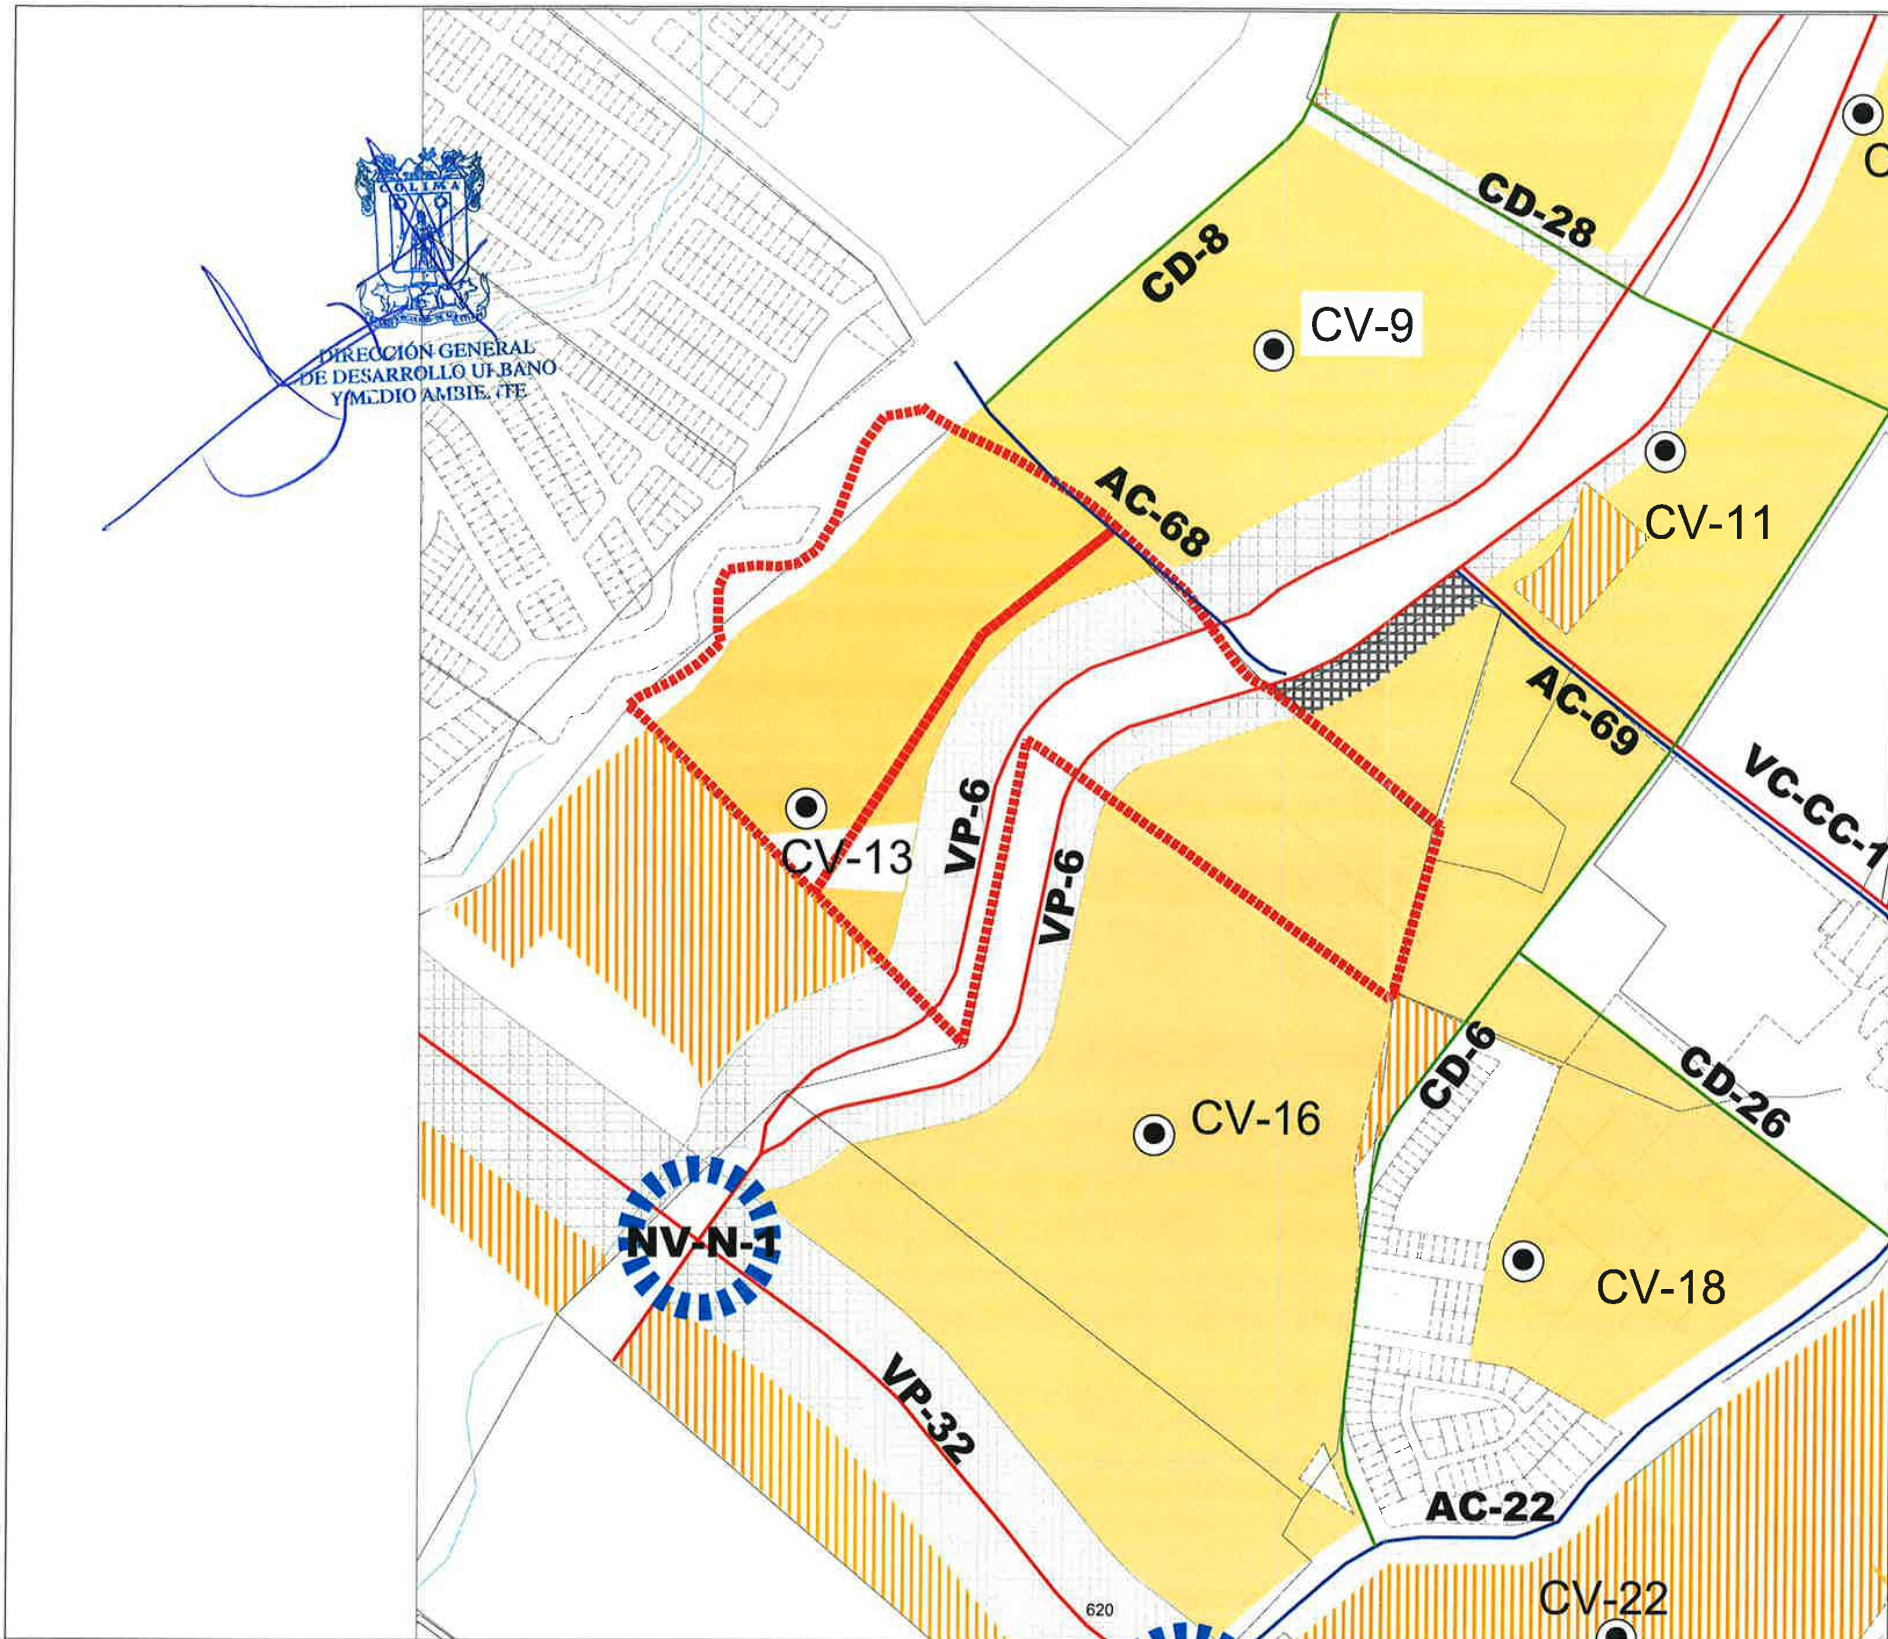 COLIMA
DIRECCIÓN GENERAL
DE DESARROLLO URBANO
Y MEDIO AMBIENTE
CD-28
CD-8
CV-9
AC-68
CV-11
AC-69
VC-CC-1
CV-13
VP-6
VP-6
CD-6
CD-26
CV-16
NV-N-1
CV-18
VP-32
AC-22
CV-22
620